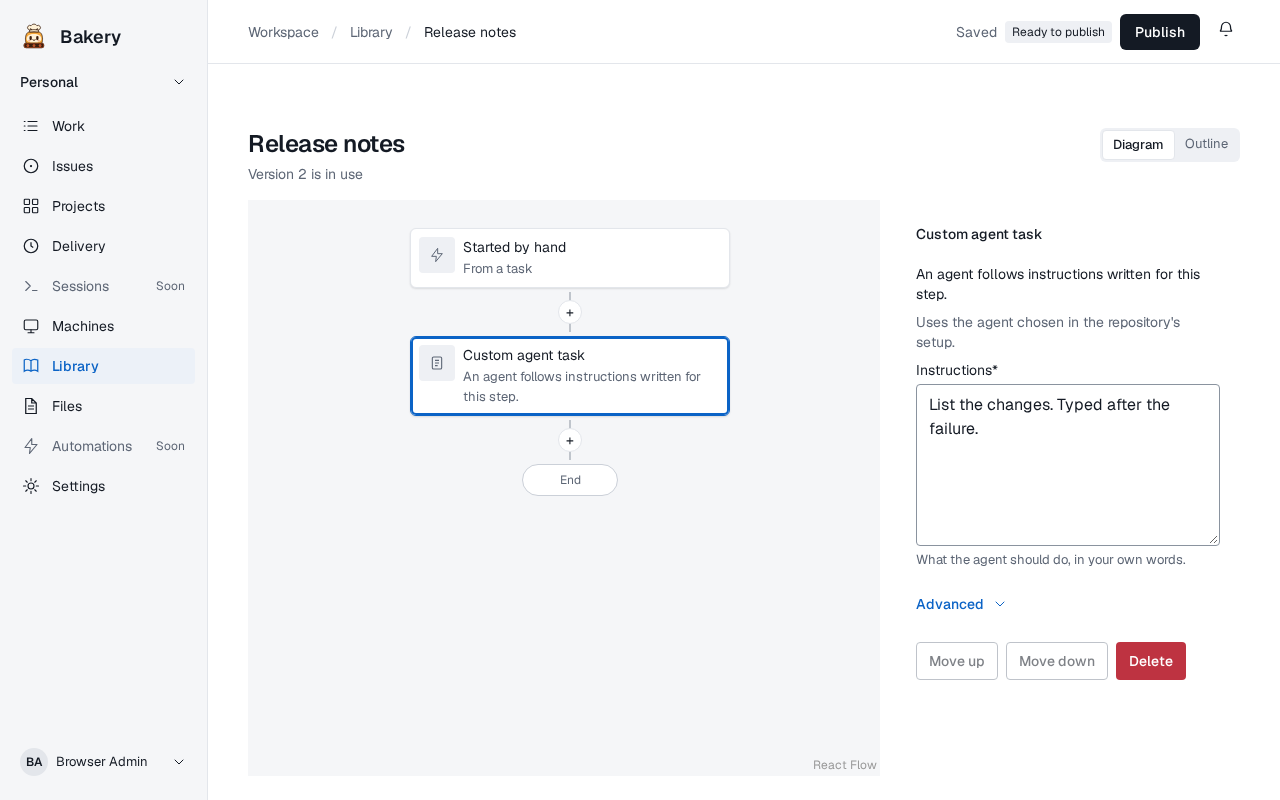 Bakery
Personal
Work
Issues
Projects
Delivery
Sessions Soon
Machines
Library
Files
Automations Soon
Settings
BA Browser Admin
Workspace / Library / Release notes
Saved Ready to publish Publish
Release notes
Version 2 is in use
Diagram Outline
Started by hand
From a task
+
Custom agent task
An agent follows instructions written for
this step.
+
End
React Flow
Custom agent task
An agent follows instructions written for this
step.
Uses the agent chosen in the repository's
setup.
Instructions*
List the changes. Typed after the
failure.
What the agent should do, in your own words.
Advanced
Move up Move down Delete